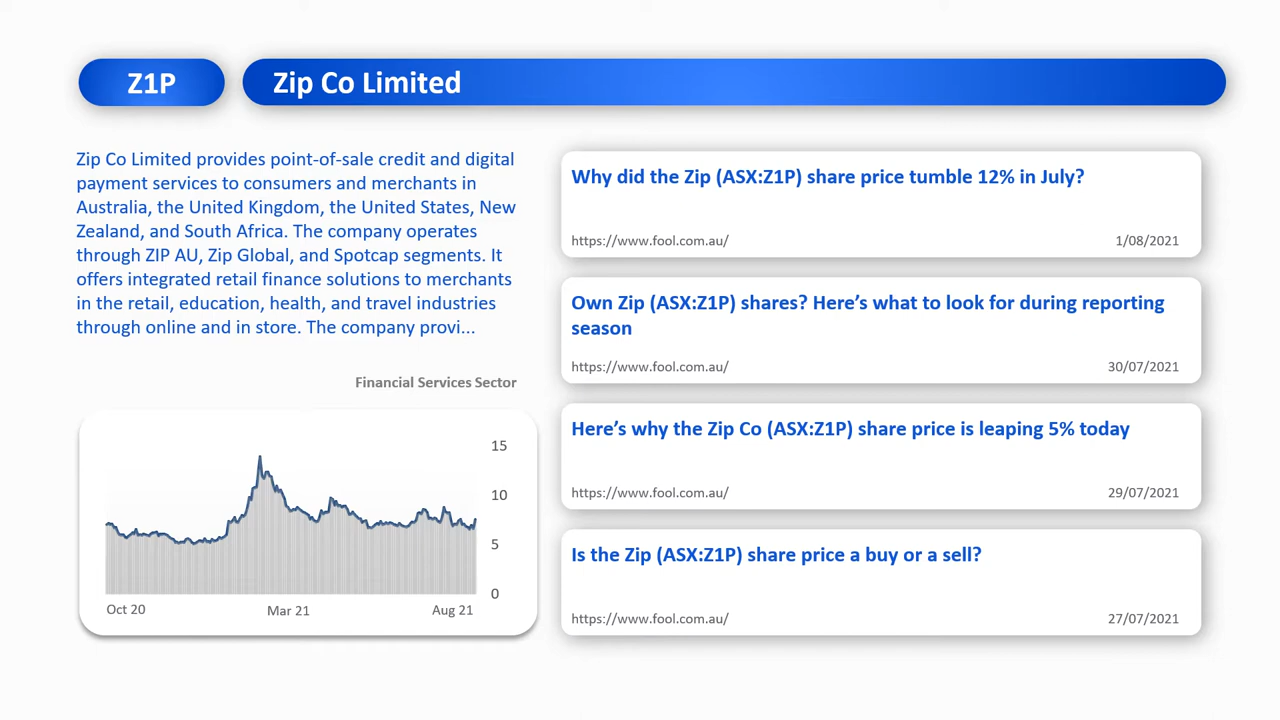 Z1P
Zip Co Limited
Zip Co Limited provides point-of-sale credit and digital
payment services to consumers and merchants in
Australia, the United Kingdom, the United States, New
Zealand, and South Africa. The company operates
through ZIP AU, Zip Global, and Spotcap segments. It
offers integrated retail finance solutions to merchants
in the retail, education, health, and travel industries
through online and in store. The company provi...
Financial Services Sector
15
10
5
0
Oct 20
Mar 21
Aug 21
Why did the Zip (ASX:Z1P) share price tumble 12% in July?
https://www.fool.com.au/
1/08/2021
Own Zip (ASX:Z1P) shares? Here’s what to look for during reporting
season
https://www.fool.com.au/
30/07/2021
Here’s why the Zip Co (ASX:Z1P) share price is leaping 5% today
https://www.fool.com.au/
29/07/2021
Is the Zip (ASX:Z1P) share price a buy or a sell?
https://www.fool.com.au/
27/07/2021